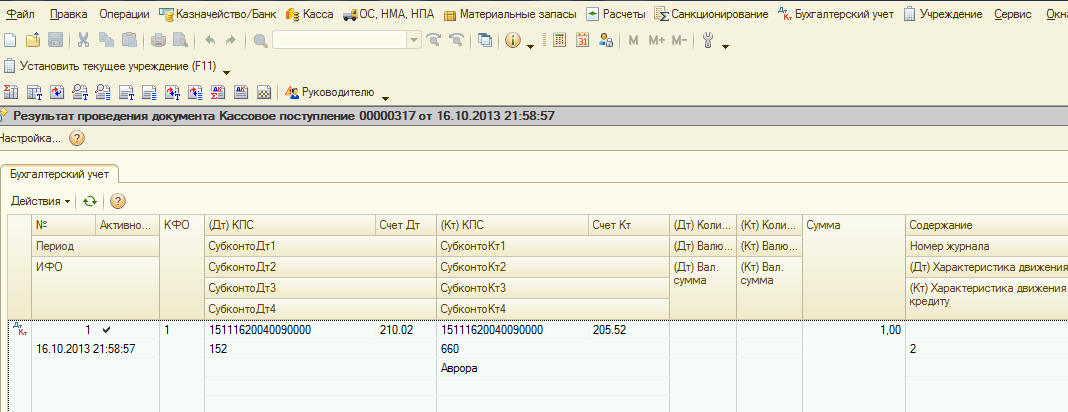 Файл Правка Операции Казначейство/Банк Касса ОС, НМА, НПА Материальные запасы Расчеты Санкционирование Бухгалтерский учет Учреждение Сервис Окна
M M+ M-
Установить текущее учреждение (F11)
Руководителю
Результат проведения документа Кассовое поступление 00000317 от 16.10.2013 21:58:57
Настройка...
Бухгалтерский учет
Действия
№ Активно... КФО (Дт) КПС Счет Дт (Кт) КПС Счет Кт (Дт) Коли... (Кт) Коли... Сумма Содержание
Период СубконтоДт1 СубконтоКт1 (Дт) Валю... (Кт) Валю... Номер журнала
ИФО СубконтоДт2 СубконтоКт2 (Дт) Вал. сумма (Кт) Вал. сумма (Дт) Характеристика движения
СубконтоДт3 СубконтоКт3 (Кт) Характеристика движения
СубконтоДт4 СубконтоКт4 кредиту
Дт Кт 1 1 15111620040090000 210.02 15111620040090000 205.52 1,00
16.10.2013 21:58:57 152 660 2
Аврора